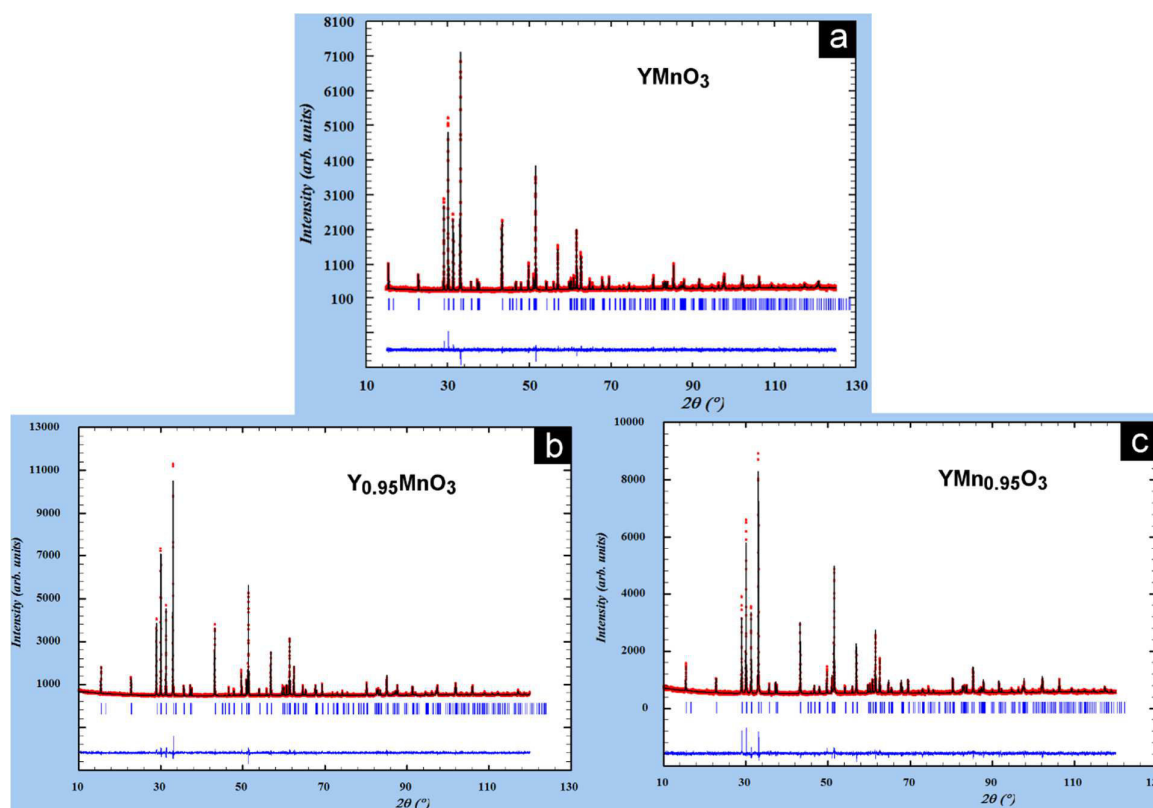 a
YMnO3
Intensity (arb. units)
8100
7100
6100
5100
4100
3100
2100
1100
100
10 30 50 70 90 110 130
2θ (°)
b
Y0.95MnO3
Intensity (arb. units)
13000
11000
9000
7000
5000
3000
1000
10 30 50 70 90 110 130
2θ (°)
c
YMn0.95O3
Intensity (arb. units)
10000
8000
6000
4000
2000
0
10 30 50 70 90 110 130
2θ (°)